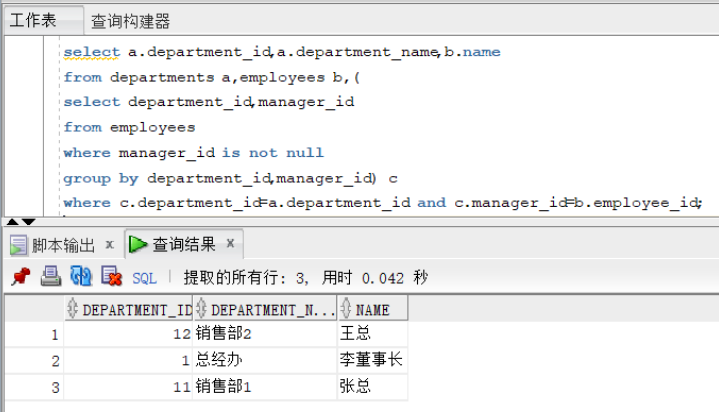 工作表 查询构建器
select a.department_id,a.department_name,b.name
from departments a,employees b,(
select department_id,manager_id
from employees
where manager_id is not null
group by department_id,manager_id) c
where c.department_id=a.department_id and c.manager_id=b.employee_id;
脚本输出 x 查询结果 x
SQL | 提取的所有行: 3, 用时 0.042 秒
DEPARTMENT_ID DEPARTMENT_N... NAME
1 12 销售部2 王总
2 1 总经办 李董事长
3 11 销售部1 张总